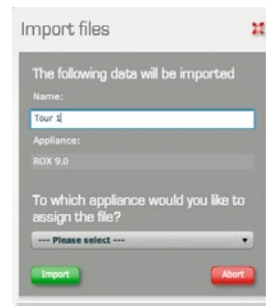 Import files
The following data will be imported
Name:
Tour 1
Appliance:
ROX 9.0
To which appliance would you like to
assign the file?
--- Please select ---
Import
Abort